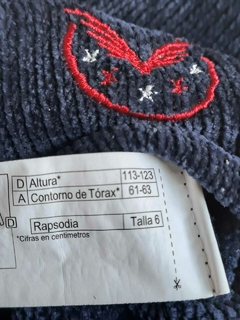 D Altura* 113-123
A Contorno de Tórax* 61-63
D
Rapsodia Talla 6
*Cifras en centímetros